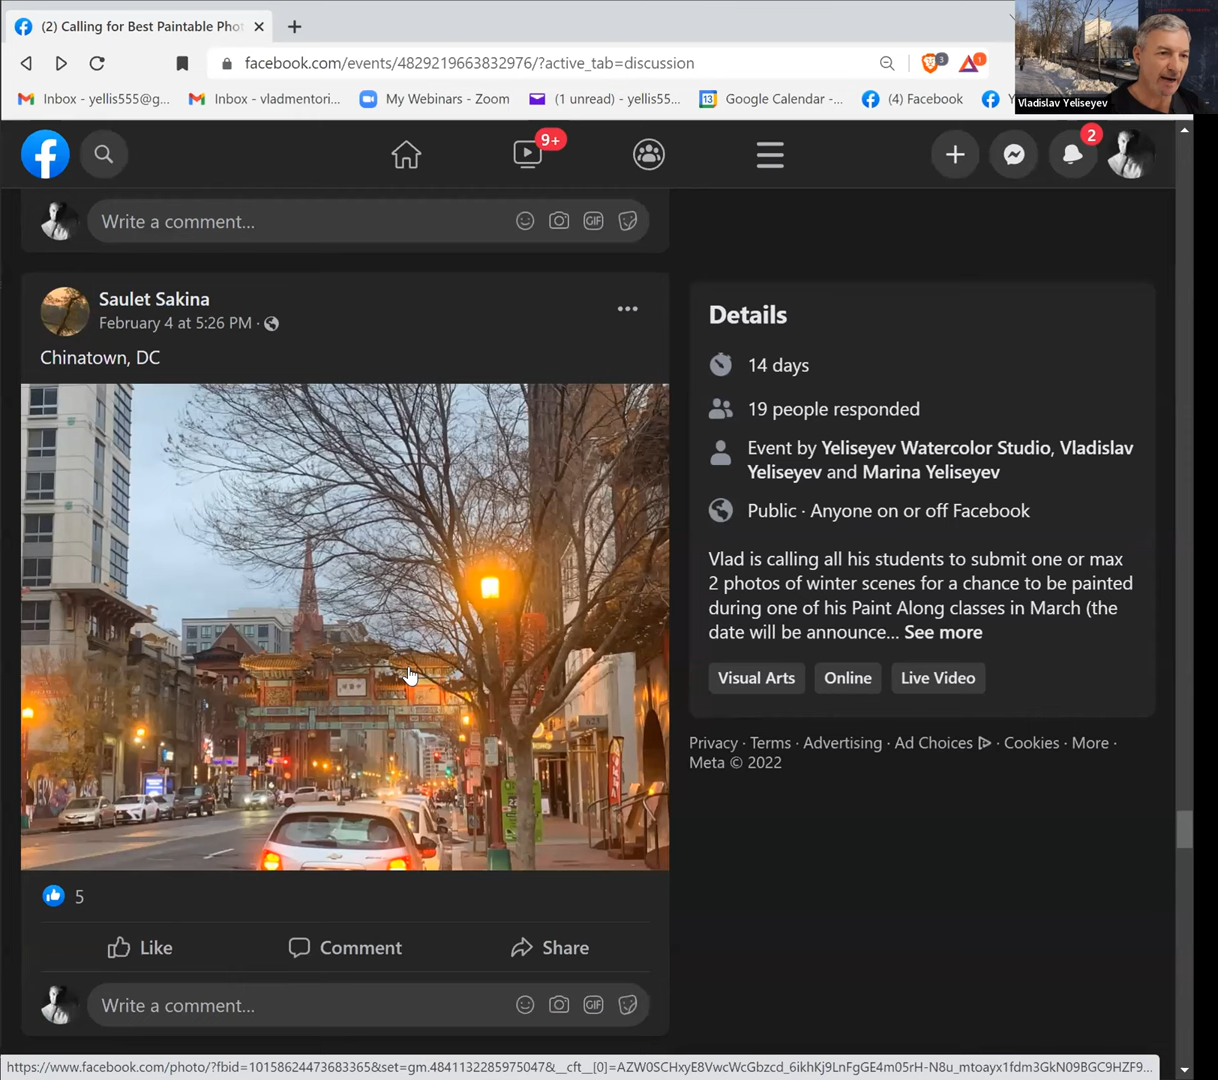 (2) Calling for Best Paintable Pho
facebook.com/events/4829219663832976/?active_tab=discussion
3
1
Vladislav Yeliseyev
Inbox - yellis555@g...
Inbox - vladmentori...
My Webinars - Zoom
(1 unread) - yellis55...
13
Google Calendar -...
(4) Facebook
9+
2
Write a comment...
GIF
Saulet Sakina
February 4 at 5:26 PM ·
Chinatown, DC
5
Like
Comment
Share
Write a comment...
GIF
Details
14 days
19 people responded
Event by Yeliseyev Watercolor Studio, Vladislav
Yeliseyev and Marina Yeliseyev
Public · Anyone on or off Facebook
Vlad is calling all his students to submit one or max
2 photos of winter scenes for a chance to be painted
during one of his Paint Along classes in March (the
date will be announce... See more
Visual Arts
Online
Live Video
Privacy · Terms · Advertising · Ad Choices · Cookies · More ·
Meta © 2022
https://www.facebook.com/photo/?fbid=10158624473683365&set=gm.4841132285975047&__cft__[0]=AZW0SCHxyE8VwcWcGbzcd_6ikhKj9LnFgGE4m05rH-N8u_mtoayx1fdm3GkN09BGC9HZF9...